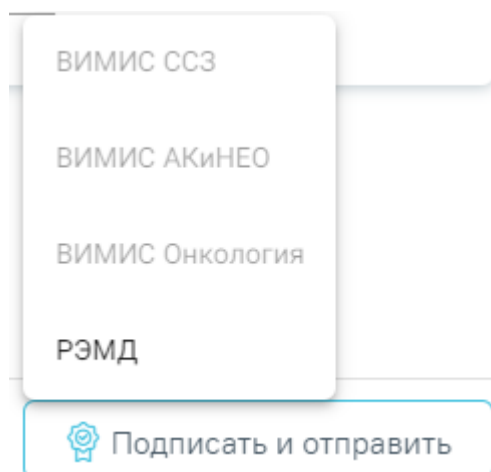 ВИМИС ССЗ
ВИМИС АКиНЕО
ВИМИС Онкология
РЭМД
Подписать и отправить